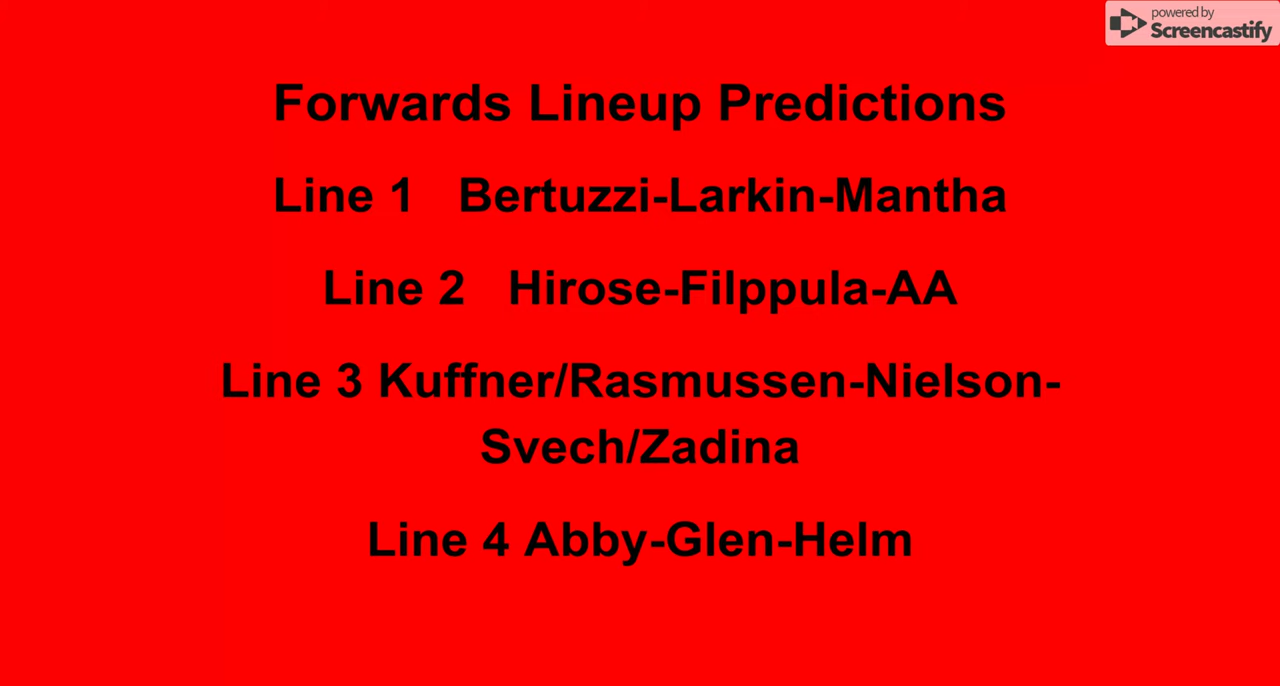 powered by
Screencastify
Forwards Lineup Predictions
Line 1 Bertuzzi-Larkin-Mantha
Line 2 Hirose-Filppula-AA
Line 3 Kuffner/Rasmussen-Nielson-
Svech/Zadina
Line 4 Abby-Glen-Helm